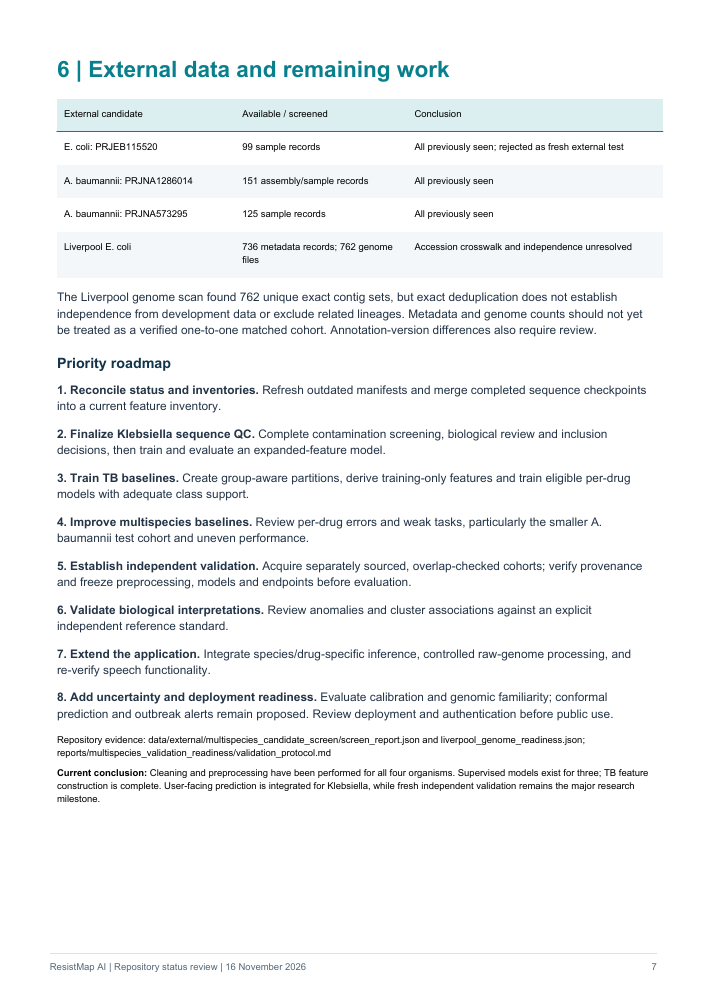 6 | External data and remaining work
External candidate Available / screened Conclusion
E. coli: PRJEB115520 99 sample records All previously seen; rejected as fresh external test
A. baumannii: PRJNA1286014 151 assembly/sample records All previously seen
A. baumannii: PRJNA573295 125 sample records All previously seen
Liverpool E. coli 736 metadata records; 762 genome Accession crosswalk and independence unresolved
files
The Liverpool genome scan found 762 unique exact contig sets, but exact deduplication does not establish
independence from development data or exclude related lineages. Metadata and genome counts should not yet
be treated as a verified one-to-one matched cohort. Annotation-version differences also require review.
Priority roadmap
1. Reconcile status and inventories. Refresh outdated manifests and merge completed sequence checkpoints
into a current feature inventory.
2. Finalize Klebsiella sequence QC. Complete contamination screening, biological review and inclusion
decisions, then train and evaluate an expanded-feature model.
3. Train TB baselines. Create group-aware partitions, derive training-only features and train eligible per-drug
models with adequate class support.
4. Improve multispecies baselines. Review per-drug errors and weak tasks, particularly the smaller A.
baumannii test cohort and uneven performance.
5. Establish independent validation. Acquire separately sourced, overlap-checked cohorts; verify provenance
and freeze preprocessing, models and endpoints before evaluation.
6. Validate biological interpretations. Review anomalies and cluster associations against an explicit
independent reference standard.
7. Extend the application. Integrate species/drug-specific inference, controlled raw-genome processing, and
re-verify speech functionality.
8. Add uncertainty and deployment readiness. Evaluate calibration and genomic familiarity; conformal
prediction and outbreak alerts remain proposed. Review deployment and authentication before public use.
Repository evidence: data/external/multispecies_candidate_screen/screen_report.json and liverpool_genome_readiness.json;
reports/multispecies_validation_readiness/validation_protocol.md
Current conclusion: Cleaning and preprocessing have been performed for all four organisms. Supervised models exist for three; TB feature
construction is complete. User-facing prediction is integrated for Klebsiella, while fresh independent validation remains the major research
milestone.
ResistMap AI | Repository status review | 16 November 2026 7